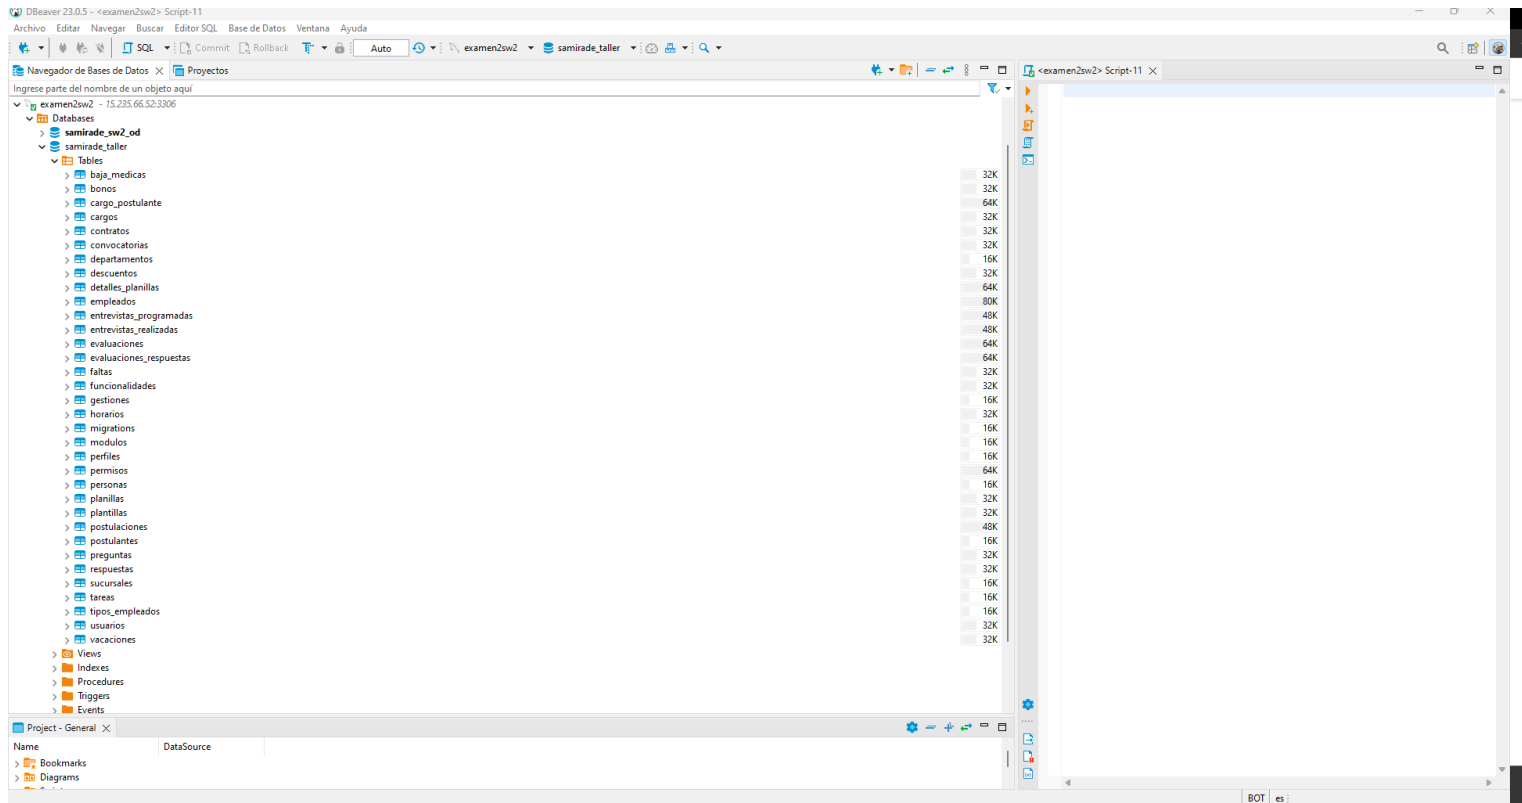 DBeaver 23.0.5 - <examen2sw2> Script-11
Archivo Editar Navegar Buscar Editor SQL Base de Datos Ventana Ayuda
SQL Commit Rollback Auto examen2sw2 samirade_taller
Navegador de Bases de Datos Proyectos
Ingrese parte del nombre de un objeto aquí
examen2sw2 - 15.235.66.52:3306
Databases
samirade_sw2_od
samirade_taller
Tables
baja_medicas 32K
bonos 32K
cargo_postulante 64K
cargos 32K
contratos 32K
convocatorias 32K
departamentos 16K
descuentos 32K
detalles_planillas 64K
empleados 80K
entrevistas_programadas 48K
entrevistas_realizadas 48K
evaluaciones 64K
evaluaciones_respuestas 64K
faltas 32K
funcionalidades 32K
gestiones 16K
horarios 32K
migrations 16K
modulos 16K
perfiles 16K
permisos 64K
personas 16K
planillas 32K
plantillas 32K
postulaciones 48K
postulantes 16K
preguntas 32K
respuestas 32K
sucursales 16K
tareas 16K
tipos_empleados 16K
usuarios 32K
vacaciones 32K
Views
Indexes
Procedures
Triggers
Events
Project - General
Name DataSource
Bookmarks
Diagrams
<examen2sw2> Script-11
BOT es